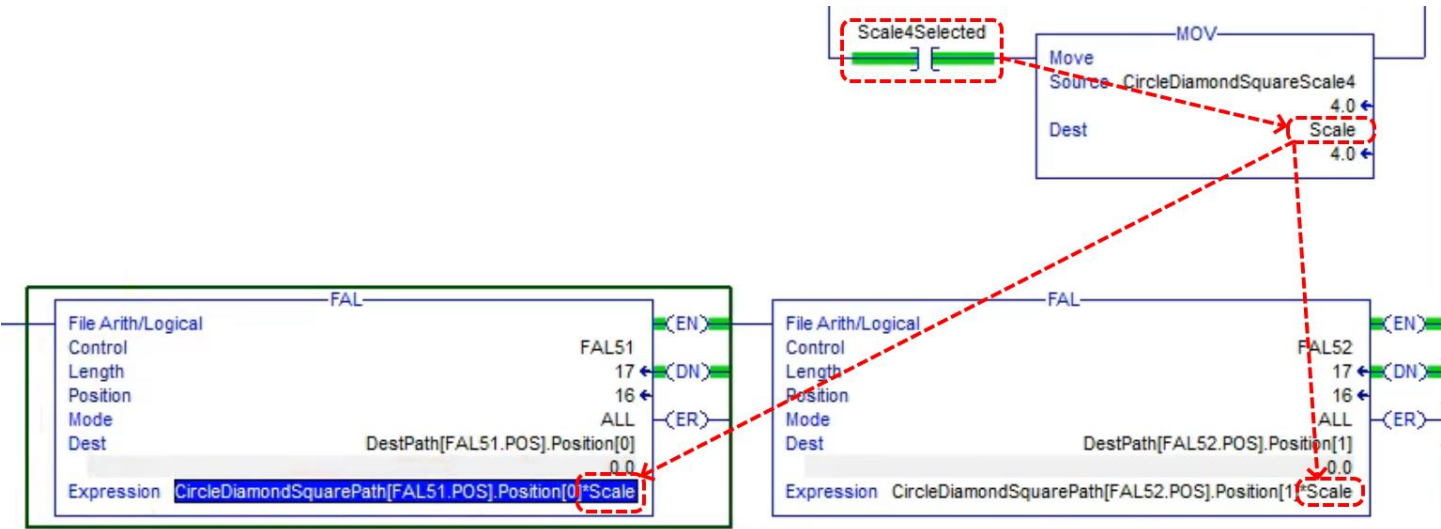 Scale4Selected
MOV
Move
Source CircleDiamondSquareScale4
4.0
Dest Scale
4.0
FAL
File Arith/Logical
Control FAL51
Length 17
Position 16
Mode ALL
Dest DestPath[FAL51.POS].Position[0]
0.0
Expression CircleDiamondSquarePath[FAL51.POS].Position[0]*Scale
(EN)
(DN)
(ER)
FAL
File Arith/Logical
Control FAL52
Length 17
Position 16
Mode ALL
Dest DestPath[FAL52.POS].Position[1]
0.0
Expression CircleDiamondSquarePath[FAL52.POS].Position[1]*Scale
(EN)
(DN)
(ER)